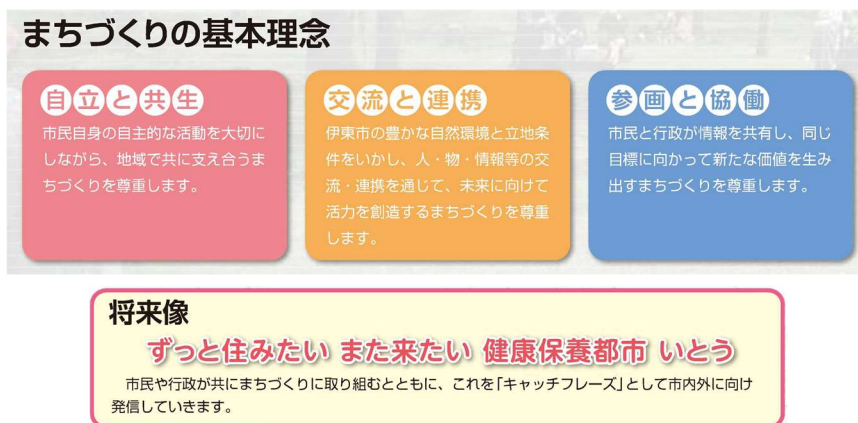 まちづくりの基本理念
自立と共生
市民自身の自主的な活動を大切に
しながら、地域で共に支え合うま
ちづくりを尊重します。
交流と連携
伊東市の豊かな自然環境と立地条
件をいかし、人・物・情報等の交
流・連携を通じて、未来に向けて
活力を創造するまちづくりを尊重
します。
参画と協働
市民と行政が情報を共有し、同じ
目標に向かって新たな価値を生み
出すまちづくりを尊重します。
将来像
ずっと住みたい また来たい 健康保養都市 いとう
市民や行政が共にまちづくりに取り組むとともに、これを「キャッチフレーズ」として市内外に向け
発信していきます。